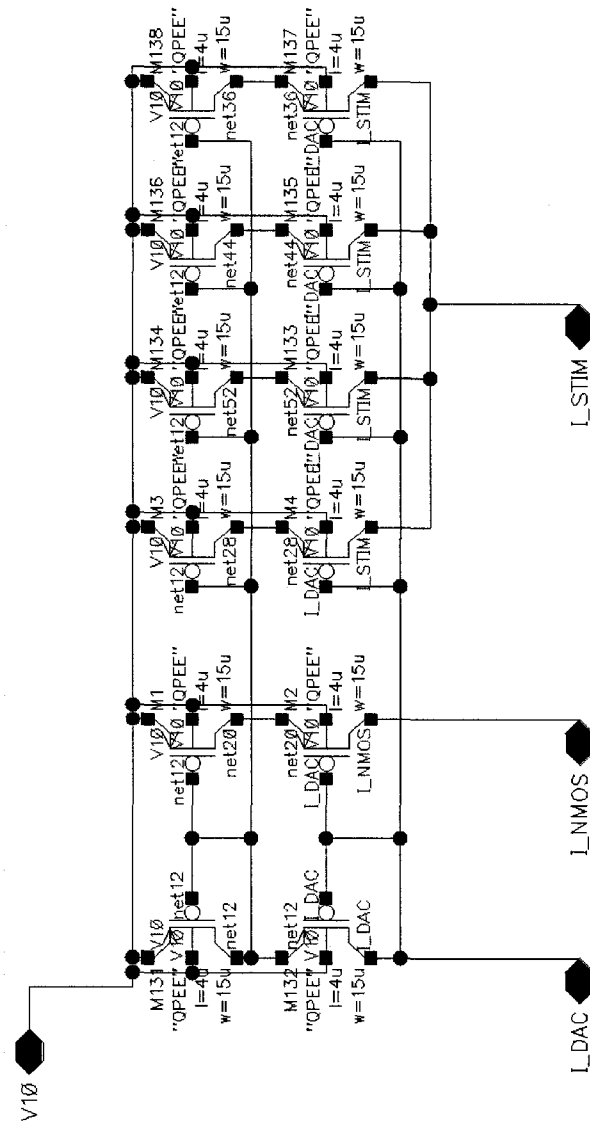 V10
M131
"QPEE"
l=4u
w=15u
V10
V10
net12
net12
M1
"QPEE"
l=4u
w=15u
V10
V10
net12
net20
M3
"QPEE"
l=4u
w=15u
V10
V10
net12
net28
M134
"QPEE"
l=4u
w=15u
V10
V10
net12
net52
M136
"QPEE"
l=4u
w=15u
V10
V10
net12
net44
M138
"QPEE"
l=4u
w=15u
V10
V10
net12
net36
M132
"QPEE"
l=4u
w=15u
net12
V10
I_DAC
I_DAC
M2
"QPEE"
l=4u
w=15u
net20
V10
I_DAC
I_NMOS
M4
"QPEE"
l=4u
w=15u
net28
V10
I_DAC
I_STIM
M133
"QPEE"
l=4u
w=15u
net52
V10
I_DAC
I_STIM
M135
"QPEE"
l=4u
w=15u
net44
V10
I_DAC
I_STIM
M137
"QPEE"
l=4u
w=15u
net36
V10
I_DAC
I_STIM
I_DAC
I_NMOS
I_STIM